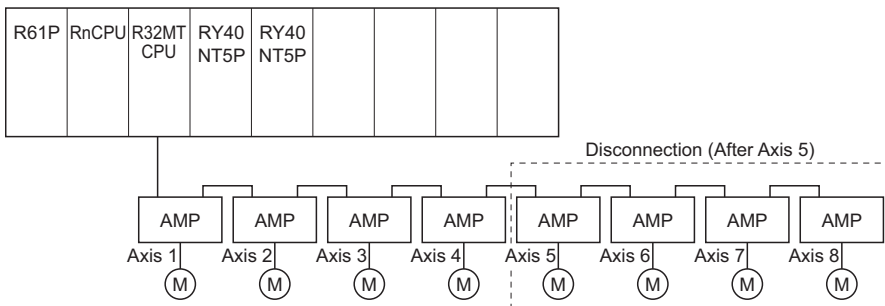 R61P RnCPU R32MT RY40 RY40
CPU NT5P NT5P
Disconnection (After Axis 5)
AMP AMP AMP AMP AMP AMP AMP AMP
Axis 1 Axis 2 Axis 3 Axis 4 Axis 5 Axis 6 Axis 7 Axis 8
M M M M M M M M